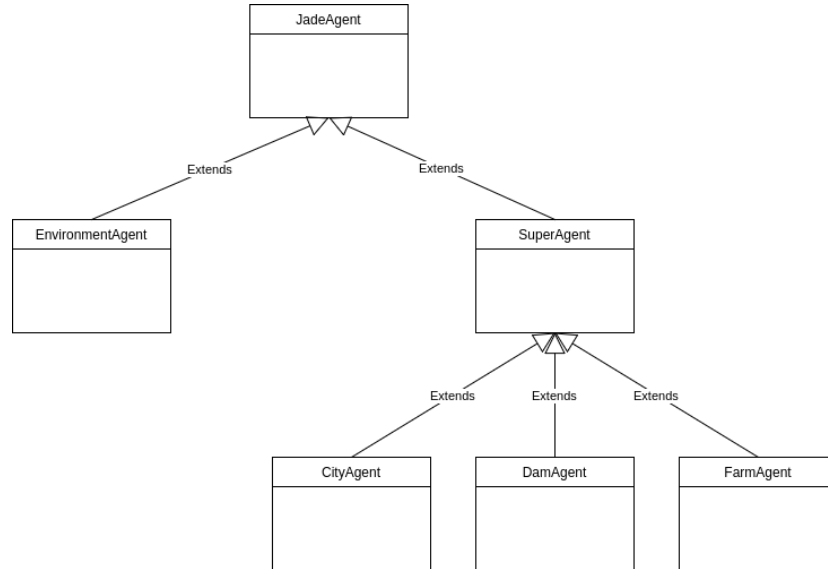 JadeAgent
Extends
Extends
EnvironmentAgent
SuperAgent
Extends
Extends
Extends
CityAgent
DamAgent
FarmAgent